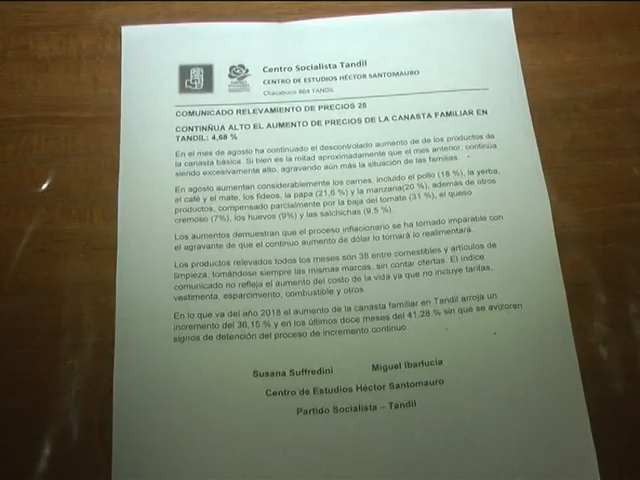 Centro Socialista Tandil
CENTRO DE ESTUDIOS HÉCTOR SANTOMAURO
Chacabuco 664 TANDIL
COMUNICADO RELEVAMIENTO DE PRECIOS 25
CONTINÑUA ALTO EL AUMENTO DE PRECIOS DE LA CANASTA FAMILIAR EN
TANDIL: 4,68 %
En el mes de agosto ha continuado el descontrolado aumento de de los productos de
la canasta básica. Si bien es la mitad aproximadamente que el mes anterior, continúa
siendo excesivamente alto, agravando aún más la situación de las familias.
En agosto aumentan considerablemente los carnes, incluido el pollo (18 %), la yerba,
el café y el mate, los fideos, la papa (21,6 %) y la manzana(20 %), además de otros
productos, compensado parcialmente por la baja del tomate (31 %), el queso
cremoso (7%), los huevos (9%) y las salchichas (9.5 %)
Los aumentos demuestran que el proceso inflacionario se ha tornado imparable con
el agravante de que el continuo aumento de dólar lo tornará lo realimentará.
Los productos relevados todos los meses son 38 entre comestibles y artículos de
limpieza, tomándose siempre las mismas marcas, sin contar ofertas. El índice
comunicado no refleja el aumento del costo de la vida ya que no incluye tarifas,
vestimenta, esparcimiento, combustible y otros.
En lo que va del año 2018 el aumento de la canasta familiar en Tandil arroja un
incremento del 36,15 % y en los últimos doce meses del 41,28 % sin que se avizoren
signos de detención del proceso de incremento continuo.
Susana Suffredini Miguel Ibarlucia
Centro de Estudios Héctor Santomauro
Partido Socialista – Tandil